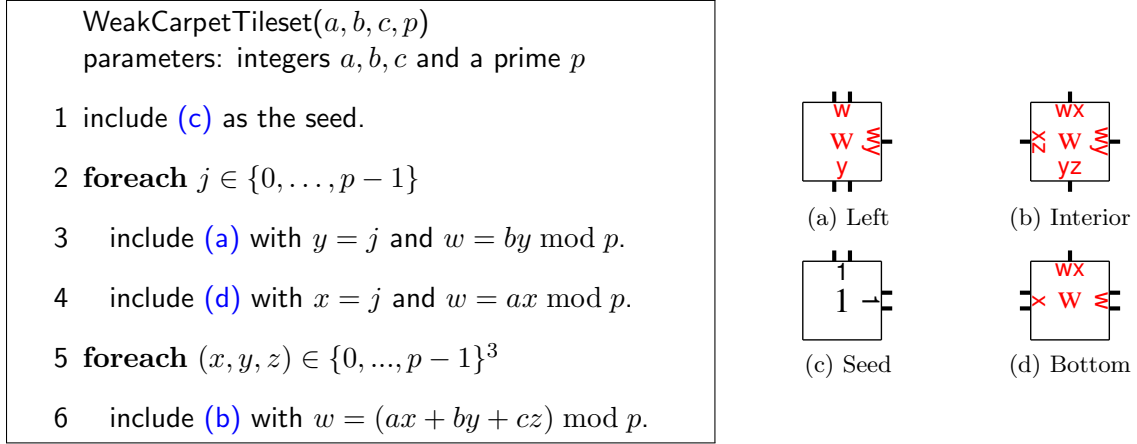 WeakCarpetTileset(a, b, c, p)
parameters: integers a, b, c and a prime p
1 include (c) as the seed.
2 foreach j ∈ {0, . . . , p − 1}
3 include (a) with y = j and w = by mod p.
4 include (d) with x = j and w = ax mod p.
5 foreach (x, y, z) ∈ {0, ..., p − 1}³
6 include (b) with w = (ax + by + cz) mod p.
w
w wy
y
(a) Left
wx
zx w wy
yz
(b) Interior
1
1 1
(c) Seed
wx
x w w
(d) Bottom